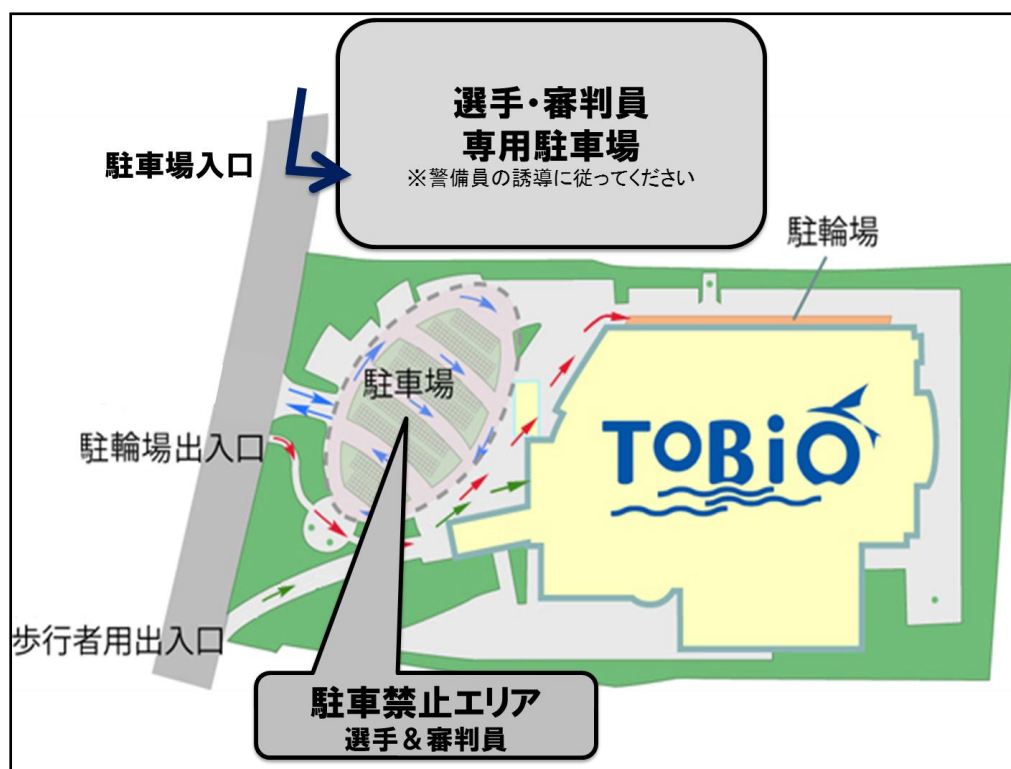 選手・審判員
専用駐車場
※警備員の誘導に従ってください
駐車場入口
駐輪場
駐車場
TOBiO
駐輪場出入口
歩行者用出入口
駐車禁止エリア
選手&審判員